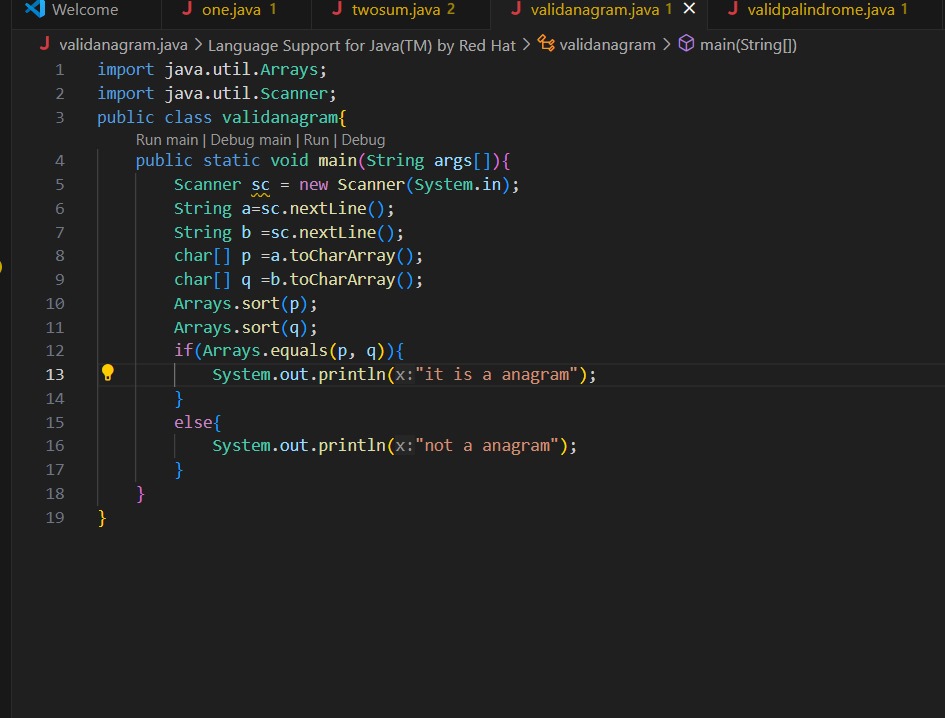 Welcome one.java 1 twosum.java 2 validanagram.java 1 validpalindrome.java 1
validanagram.java > Language Support for Java(TM) by Red Hat > validanagram > main(String[])
1 import java.util.Arrays;
2 import java.util.Scanner;
3 public class validanagram{
Run main | Debug main | Run | Debug
4 public static void main(String args[]){
5 Scanner sc = new Scanner(System.in);
6 String a=sc.nextLine();
7 String b =sc.nextLine();
8 char[] p =a.toCharArray();
9 char[] q =b.toCharArray();
10 Arrays.sort(p);
11 Arrays.sort(q);
12 if(Arrays.equals(p, q)){
13 System.out.println(x:"it is a anagram");
14 }
15 else{
16 System.out.println(x:"not a anagram");
17 }
18 }
19 }